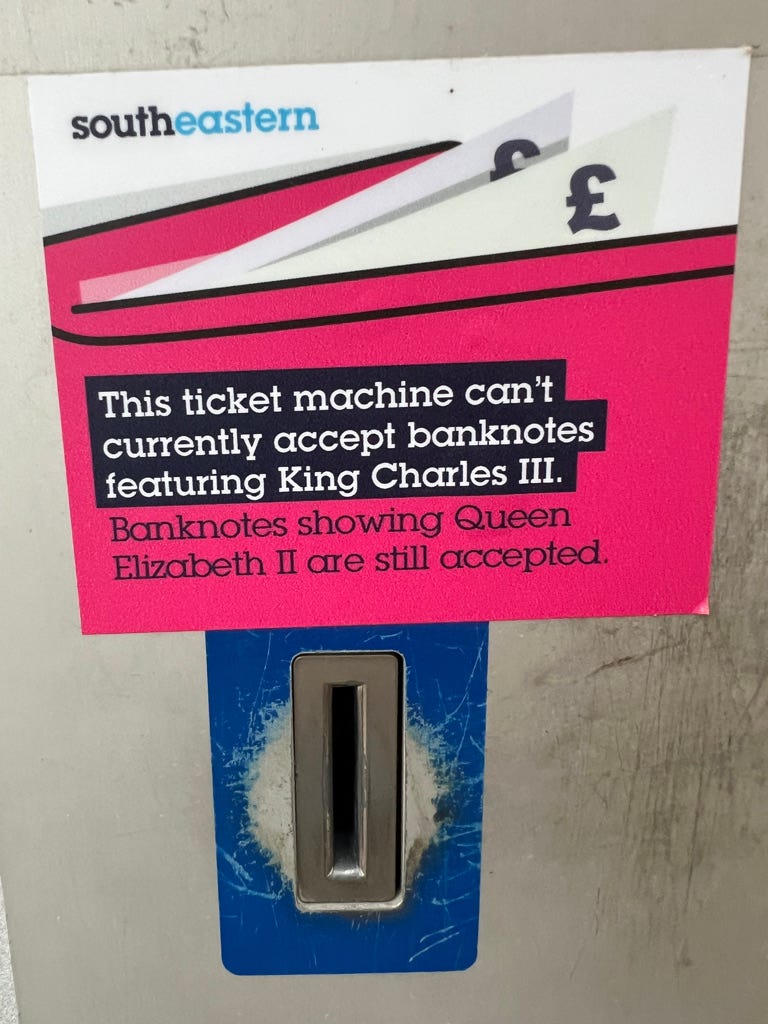 southeastern
£ £
This ticket machine can't
currently accept banknotes
featuring King Charles III.
Banknotes showing Queen
Elizabeth II are still accepted.